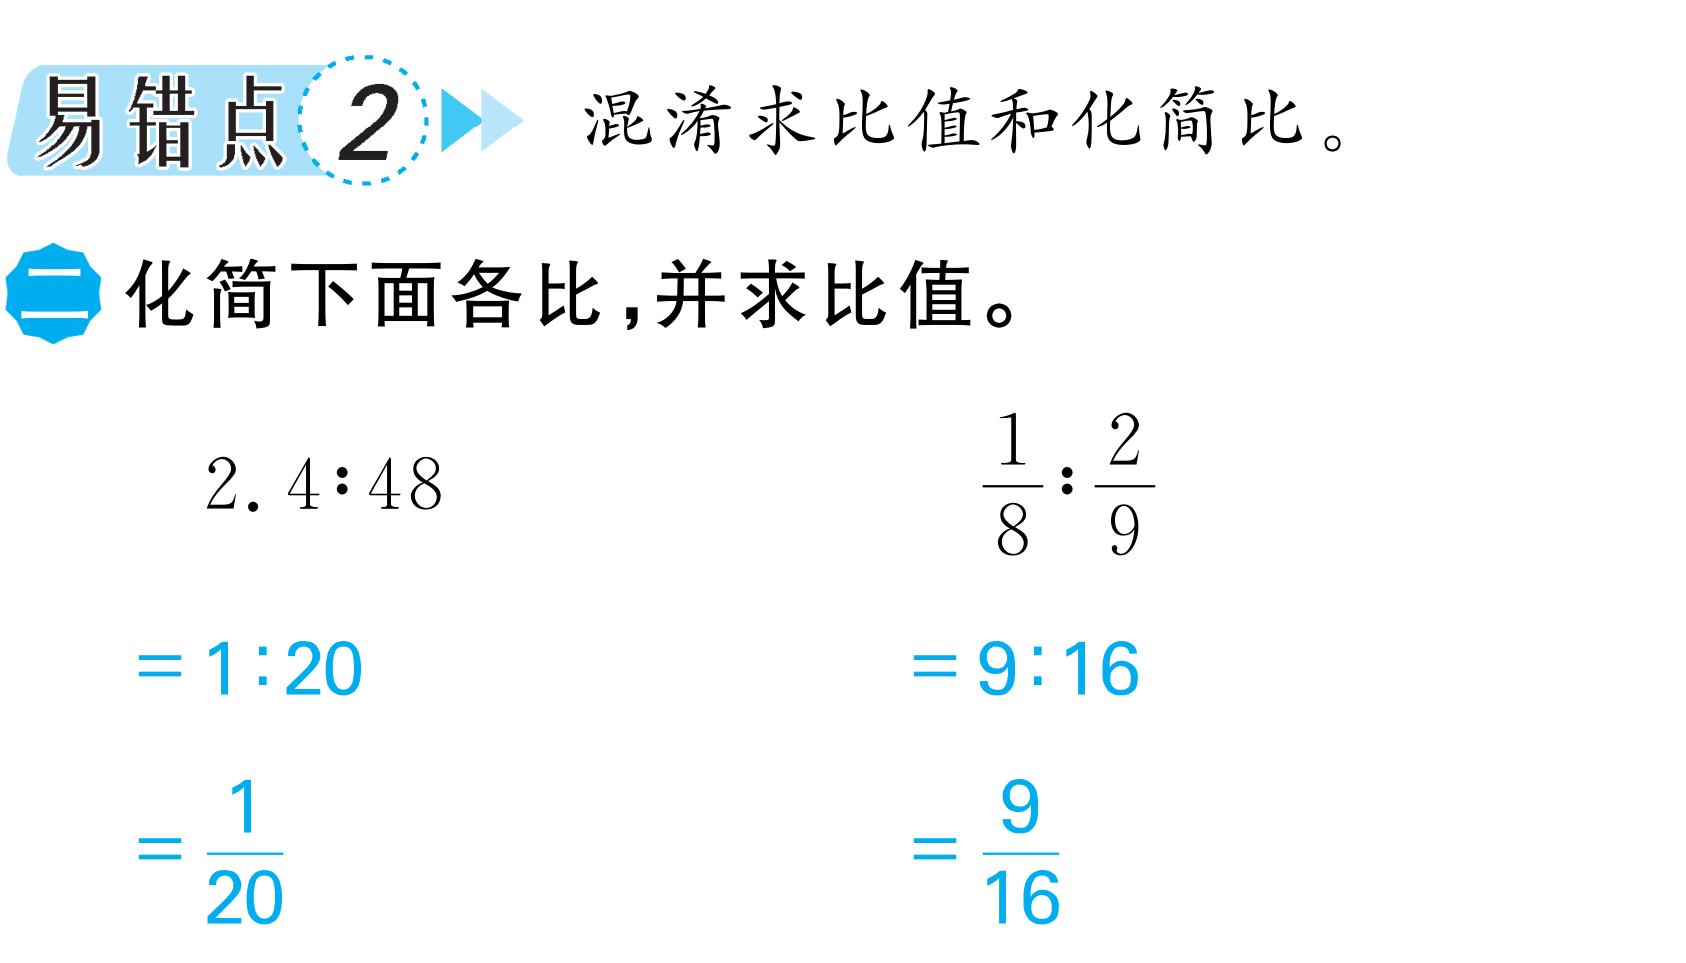 易错点2 混淆求比值和化简比。
二 化简下面各比,并求比值。
2.4∶48 1/8∶2/9
=1∶20 =9∶16
=1/20 =9/16